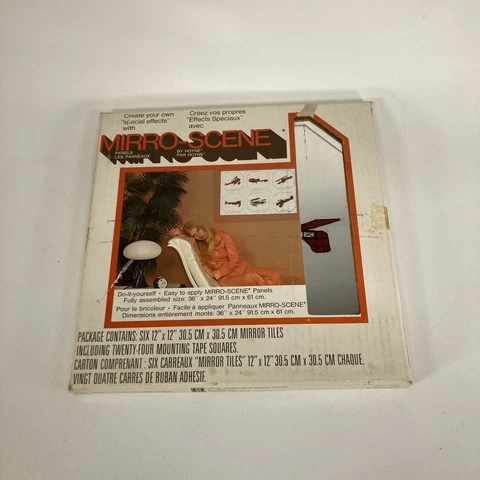 Create your own
"special effects"
with
Créez vos propres
"Effects Spéciaux"
avec
MIRRO-SCENE
PANELS
LES PANNEAUX
BY HOYNE
PAR HOYNE
Do-it-yourself • Easy to apply MIRRO-SCENE® Panels
Fully assembled size: 36" x 24" 91.5 cm x 61 cm.
Pour le bricoleur • Facile à appliquer Panneaux MIRRO-SCENE®
Dimensions entièrement monté: 36" x 24" 91.5 cm x 61 cm.
PACKAGE CONTAINS: SIX 12" x 12" 30.5 CM x 30.5 CM MIRROR TILES
INCLUDING TWENTY-FOUR MOUNTING TAPE SQUARES.
CARTON COMPRENANT : SIX CARREAUX "MIRROR TILES" 12" x 12" 30.5 CM x 30.5 CM CHAQUE.
VINGT QUATRE CARRES DE RUBAN ADHESIF.